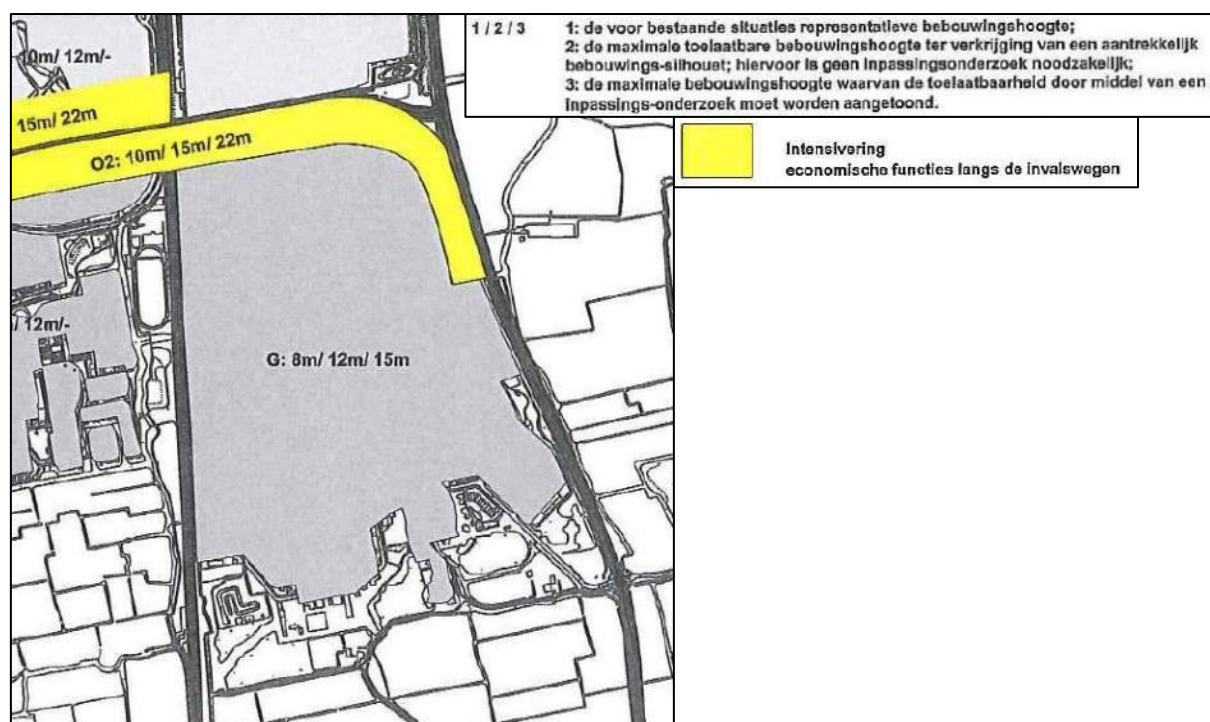 1 / 2 / 3 1: de voor bestaande situaties representatieve bebouwingshoogte;
2: de maximale toelaatbare bebouwingshoogte ter verkrijging van een aantrekkelijk
bebouwings-silhouet; hiervoor is geen inpassingsonderzoek noodzakelijk;
3: de maximale bebouwingshoogte waarvan de toelaatbaarheid door middel van een
inpassings-onderzoek moet worden aangetoond.
Intensivering
economische functies langs de invalswegen
10m/ 12m/-
15m/ 22m
O2: 10m/ 15m/ 22m
/ 12m/-
G: 8m/ 12m/ 15m